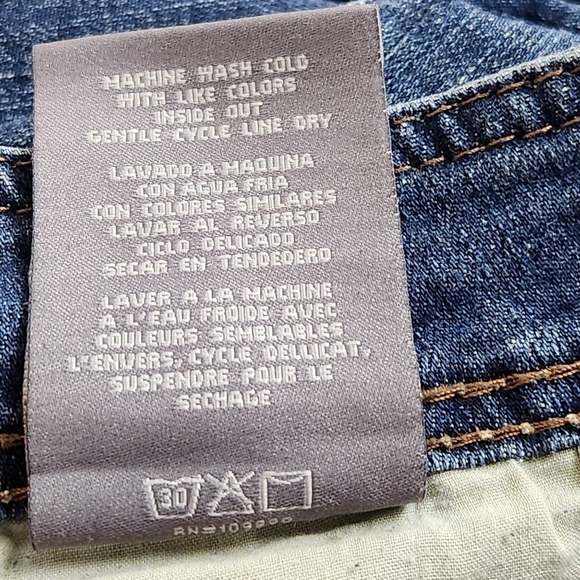 MACHINE WASH COLD
WITH LIKE COLORS
INSIDE OUT
GENTLE CYCLE LINE DRY
LAVADO A MAQUINA
CON AGUA FRIA
CON COLORES SIMILARES
LAVAR AL REVERSO
CICLO DELICADO
SECAR EN TENDEDERO
LAVER A LA MACHINE
A L'EAU FROIDE AVEC
COULEURS SEMBLABLES
L'ENVERS, CYCLE DELLICAT,
SUSPENDRE POUR LE
SECHAGE
30